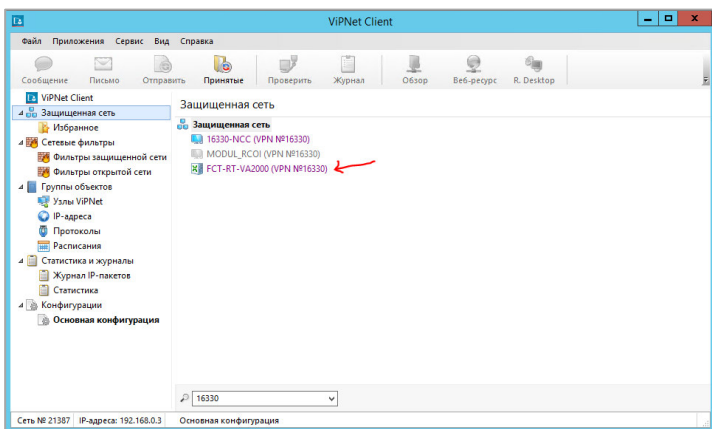 ViPNet Client
Файл Приложения Сервис Вид Справка
Сообщение Письмо Отправить Принятые Проверить Журнал Обзор Веб-ресурс R. Desktop
ViPNet Client
Защищенная сеть
Избранное
Сетевые фильтры
Фильтры защищенной сети
Фильтры открытой сети
Группы объектов
Узлы ViPNet
IP-адреса
Протоколы
Расписания
Статистика и журналы
Журнал IP-пакетов
Статистика
Конфигурации
Основная конфигурация
Защищенная сеть
Защищенная сеть
16330-NCC (VPN №16330)
MODUL_RCOI (VPN №16330)
FCT-RT-VA2000 (VPN №16330)
16330
Сеть № 21387 IP-адреса: 192.168.0.3 Основная конфигурация